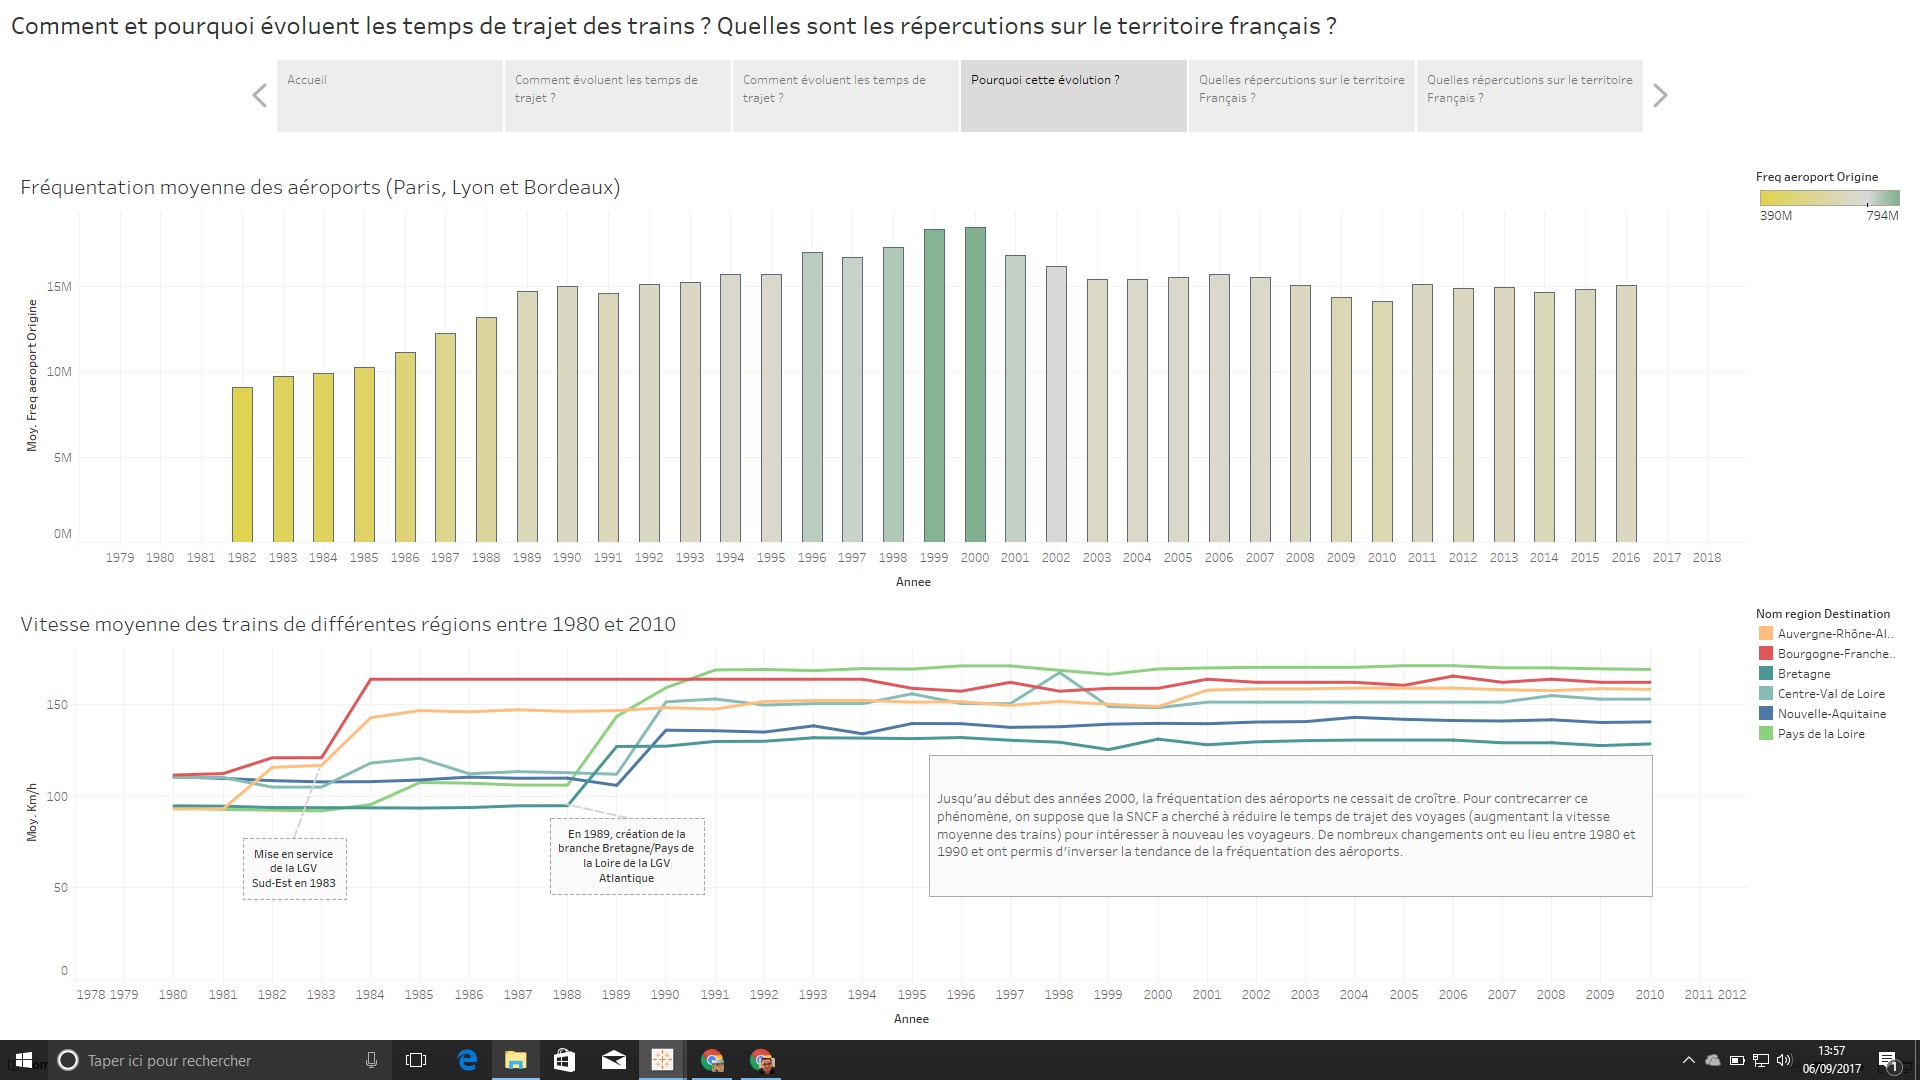 Comment et pourquoi évoluent les temps de trajet des trains ? Quelles sont les répercutions sur le territoire français ?
Accueil
Comment évoluent les temps de
trajet ?
Comment évoluent les temps de
trajet ?
Pourquoi cette évolution ?
Quelles répercutions sur le territoire
Français ?
Quelles répercutions sur le territoire
Français ?
Fréquentation moyenne des aéroports (Paris, Lyon et Bordeaux)
Freq aeroport Origine
390M 794M
Moy. Freq aeroport Origine
15M
10M
5M
0M
1979 1980 1981 1982 1983 1984 1985 1986 1987 1988 1989 1990 1991 1992 1993 1994 1995 1996 1997 1998 1999 2000 2001 2002 2003 2004 2005 2006 2007 2008 2009 2010 2011 2012 2013 2014 2015 2016 2017 2018
Annee
Vitesse moyenne des trains de différentes régions entre 1980 et 2010
Nom region Destination
Auvergne-Rhône-Al..
Bourgogne-Franche..
Bretagne
Centre-Val de Loire
Nouvelle-Aquitaine
Pays de la Loire
Moy. Km/h
150
100
50
0
Mise en service
de la LGV
Sud-Est en 1983
En 1989, création de la
branche Bretagne/Pays de
la Loire de la LGV
Atlantique
Jusqu’au début des années 2000, la fréquentation des aéroports ne cessait de croître. Pour contrecarrer ce
phénomène, on suppose que la SNCF a cherché à réduire le temps de trajet des voyages (augmentant la vitesse
moyenne des trains) pour intéresser à nouveau les voyageurs. De nombreux changements ont eu lieu entre 1980 et
1990 et ont permis d’inverser la tendance de la fréquentation des aéroports.
1978 1979 1980 1981 1982 1983 1984 1985 1986 1987 1988 1989 1990 1991 1992 1993 1994 1995 1996 1997 1998 1999 2000 2001 2002 2003 2004 2005 2006 2007 2008 2009 2010 2011 2012
Annee
Taper ici pour rechercher
13:57
06/09/2017
1